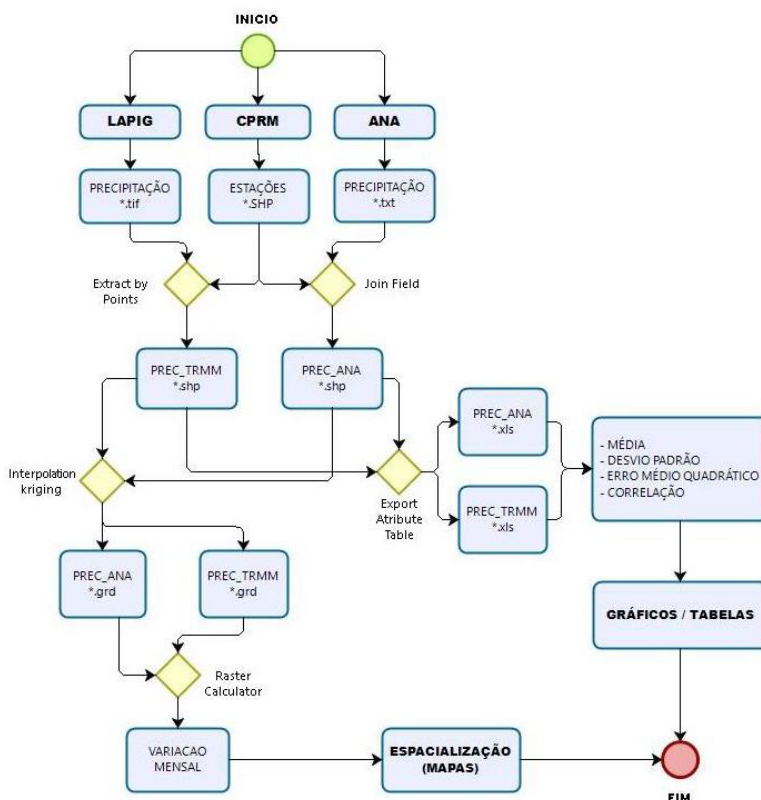 INICIO
LAPIG
CPRM
ANA
PRECIPITAÇÃO
*.tif
ESTAÇÕES
*.SHP
PRECIPITAÇÃO
*.txt
Extract by
Points
Join Field
PREC_TRMM
*.shp
PREC_ANA
*.shp
PREC_ANA
*.xls
- MÉDIA
- DESVIO PADRÃO
- ERRO MÉDIO QUADRÁTICO
- CORRELAÇÃO
Interpolation
kriging
Export
Atribute
Table
PREC_TRMM
*.xls
PREC_ANA
*.grd
PREC_TRMM
*.grd
GRÁFICOS / TABELAS
Raster
Calculator
VARIACAO
MENSAL
ESPACIALIZAÇÃO
(MAPAS)
FIM